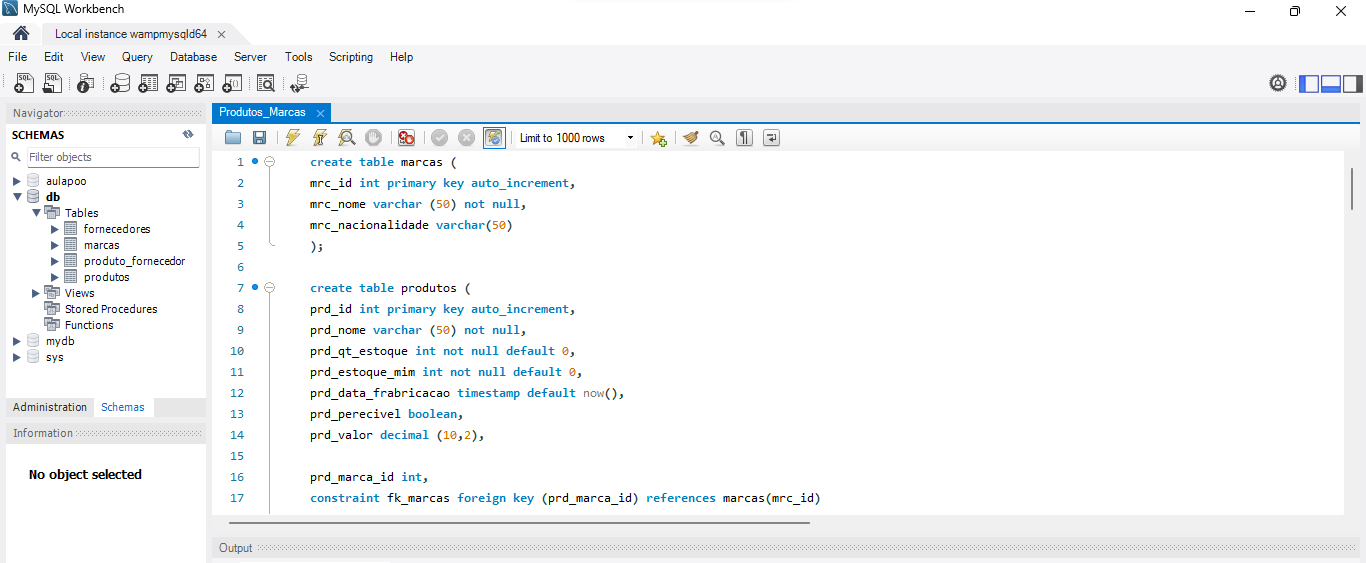 MySQL Workbench
Local instance wampmysqld64
File Edit View Query Database Server Tools Scripting Help
Navigator
SCHEMAS
Filter objects
aulapoo
db
Tables
fornecedores
marcas
produto_fornecedor
produtos
Views
Stored Procedures
Functions
mydb
sys
Administration Schemas
Information
No object selected
Produtos_Marcas
Limit to 1000 rows
1 create table marcas (
2 mrc_id int primary key auto_increment,
3 mrc_nome varchar (50) not null,
4 mrc_nacionalidade varchar(50)
5 );
6
7 create table produtos (
8 prd_id int primary key auto_increment,
9 prd_nome varchar (50) not null,
10 prd_qt_estoque int not null default 0,
11 prd_estoque_mim int not null default 0,
12 prd_data_frabricacao timestamp default now(),
13 prd_perecivel boolean,
14 prd_valor decimal (10,2),
15
16 prd_marca_id int,
17 constraint fk_marcas foreign key (prd_marca_id) references marcas(mrc_id)
Output